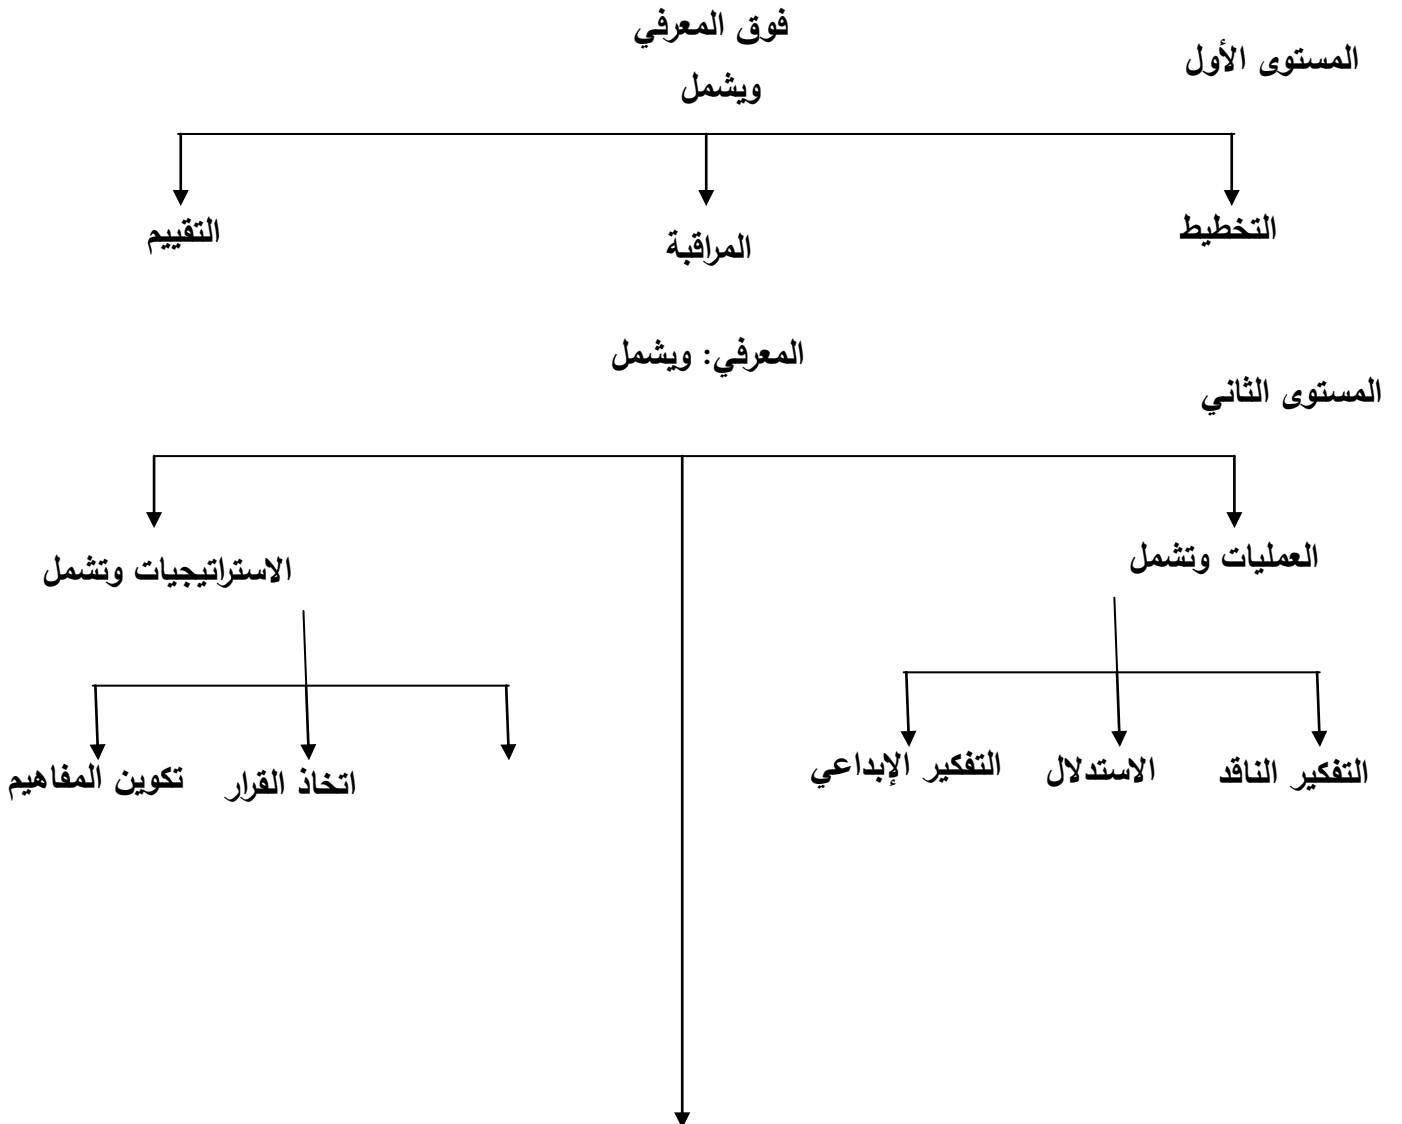 فوق المعرفي
المستوى الأول
ويشمل
التخطيط
المراقبة
التقييم
المعرفي: ويشمل
المستوى الثاني
العمليات وتشمل
الاستراتيجيات وتشمل
التفكير الناقد
الاستدلال
التفكير الإبداعي
اتخاذ القرار
تكوين المفاهيم